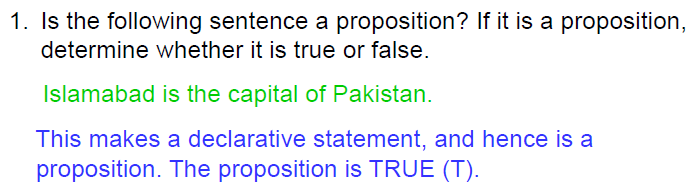 1. Is the following sentence a proposition? If it is a proposition,
determine whether it is true or false.
Islamabad is the capital of Pakistan.
This makes a declarative statement, and hence is a
proposition. The proposition is TRUE (T).